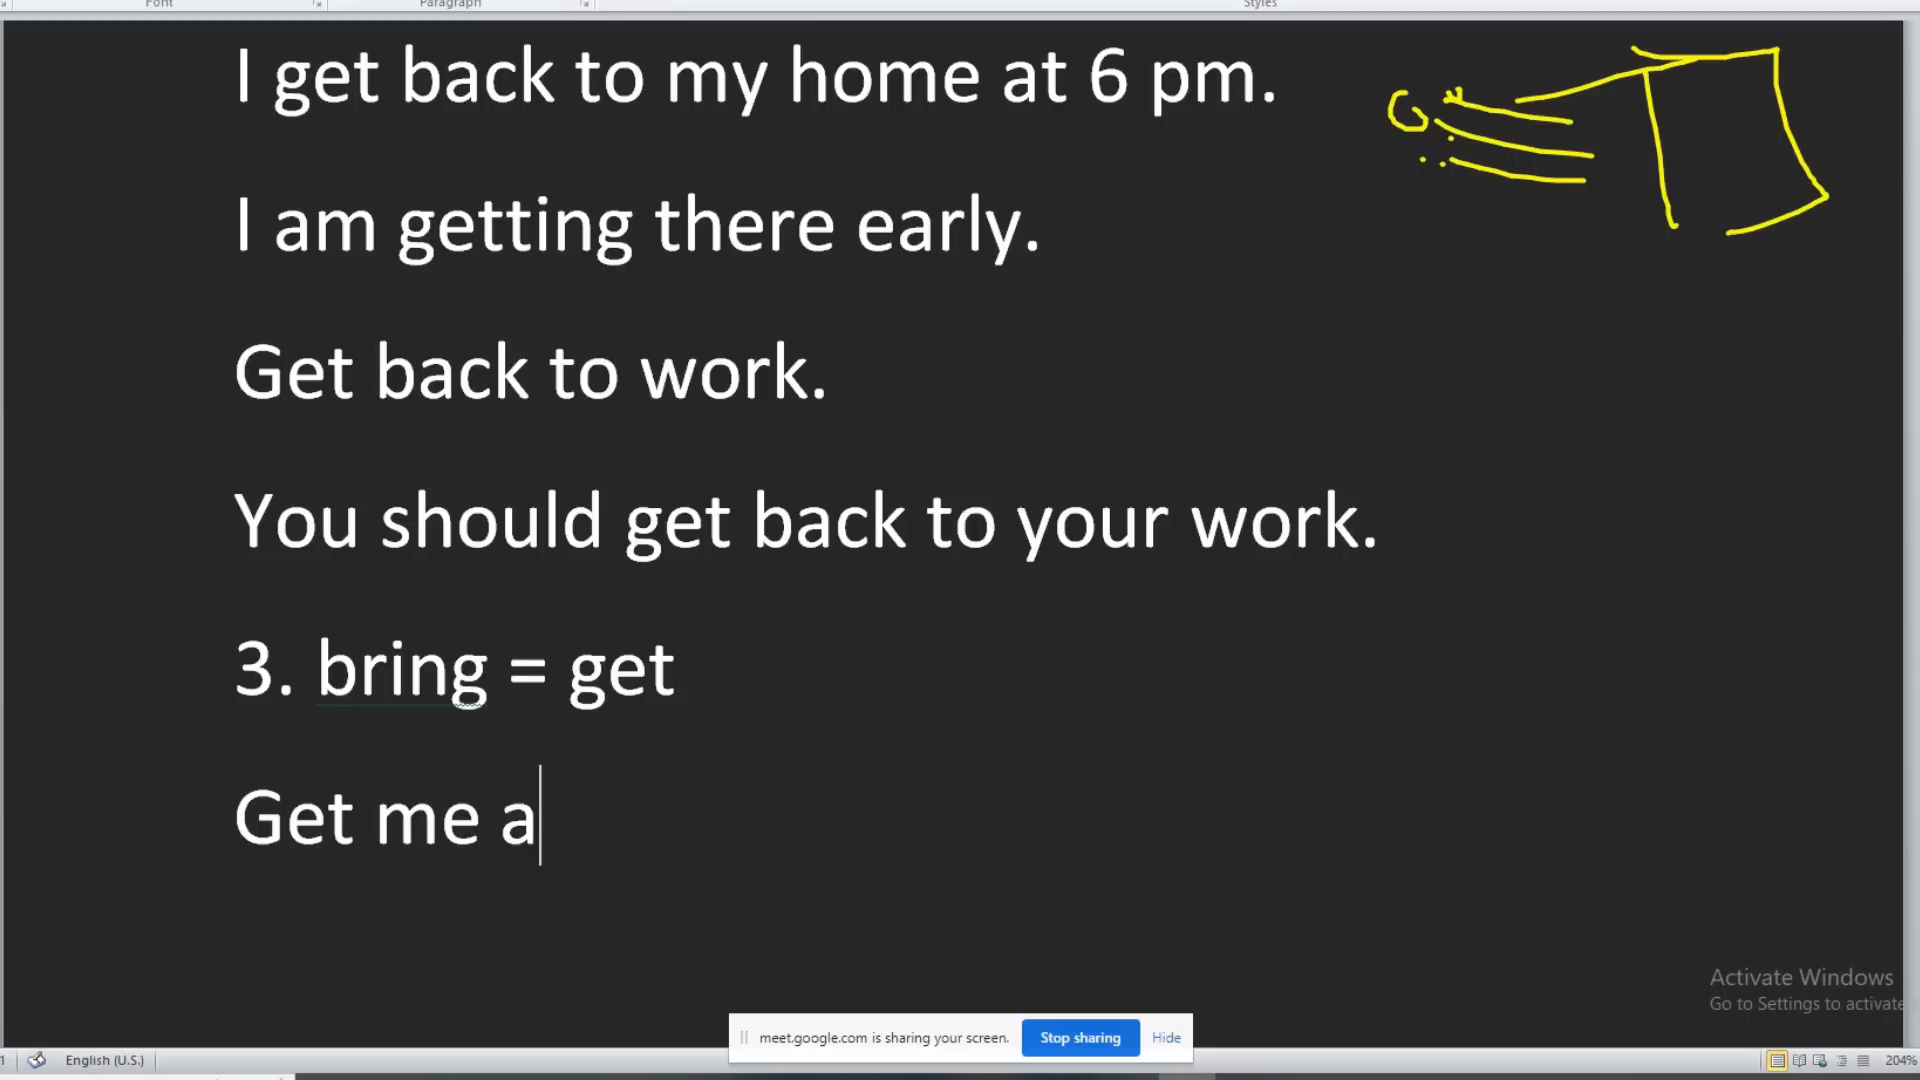 Font Paragraph Styles
I get back to my home at 6 pm.
I am getting there early.
Get back to work.
You should get back to your work.
3. bring = get
Get me a
Activate Windows
Go to Settings to activate
meet.google.com is sharing your screen. Stop sharing Hide
1 English (U.S.) 204%